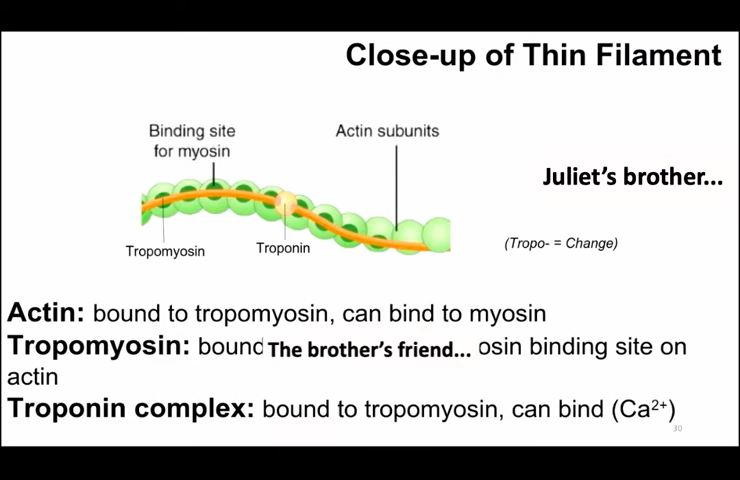 Close-up of Thin Filament
Binding site
for myosin
Actin subunits
Juliet's brother...
Tropomyosin
Troponin
(Tropo- = Change)
Actin: bound to tropomyosin, can bind to myosin
Tropomyosin: bound The brother's friend... osin binding site on
actin
Troponin complex: bound to tropomyosin, can bind (Ca²⁺)
30